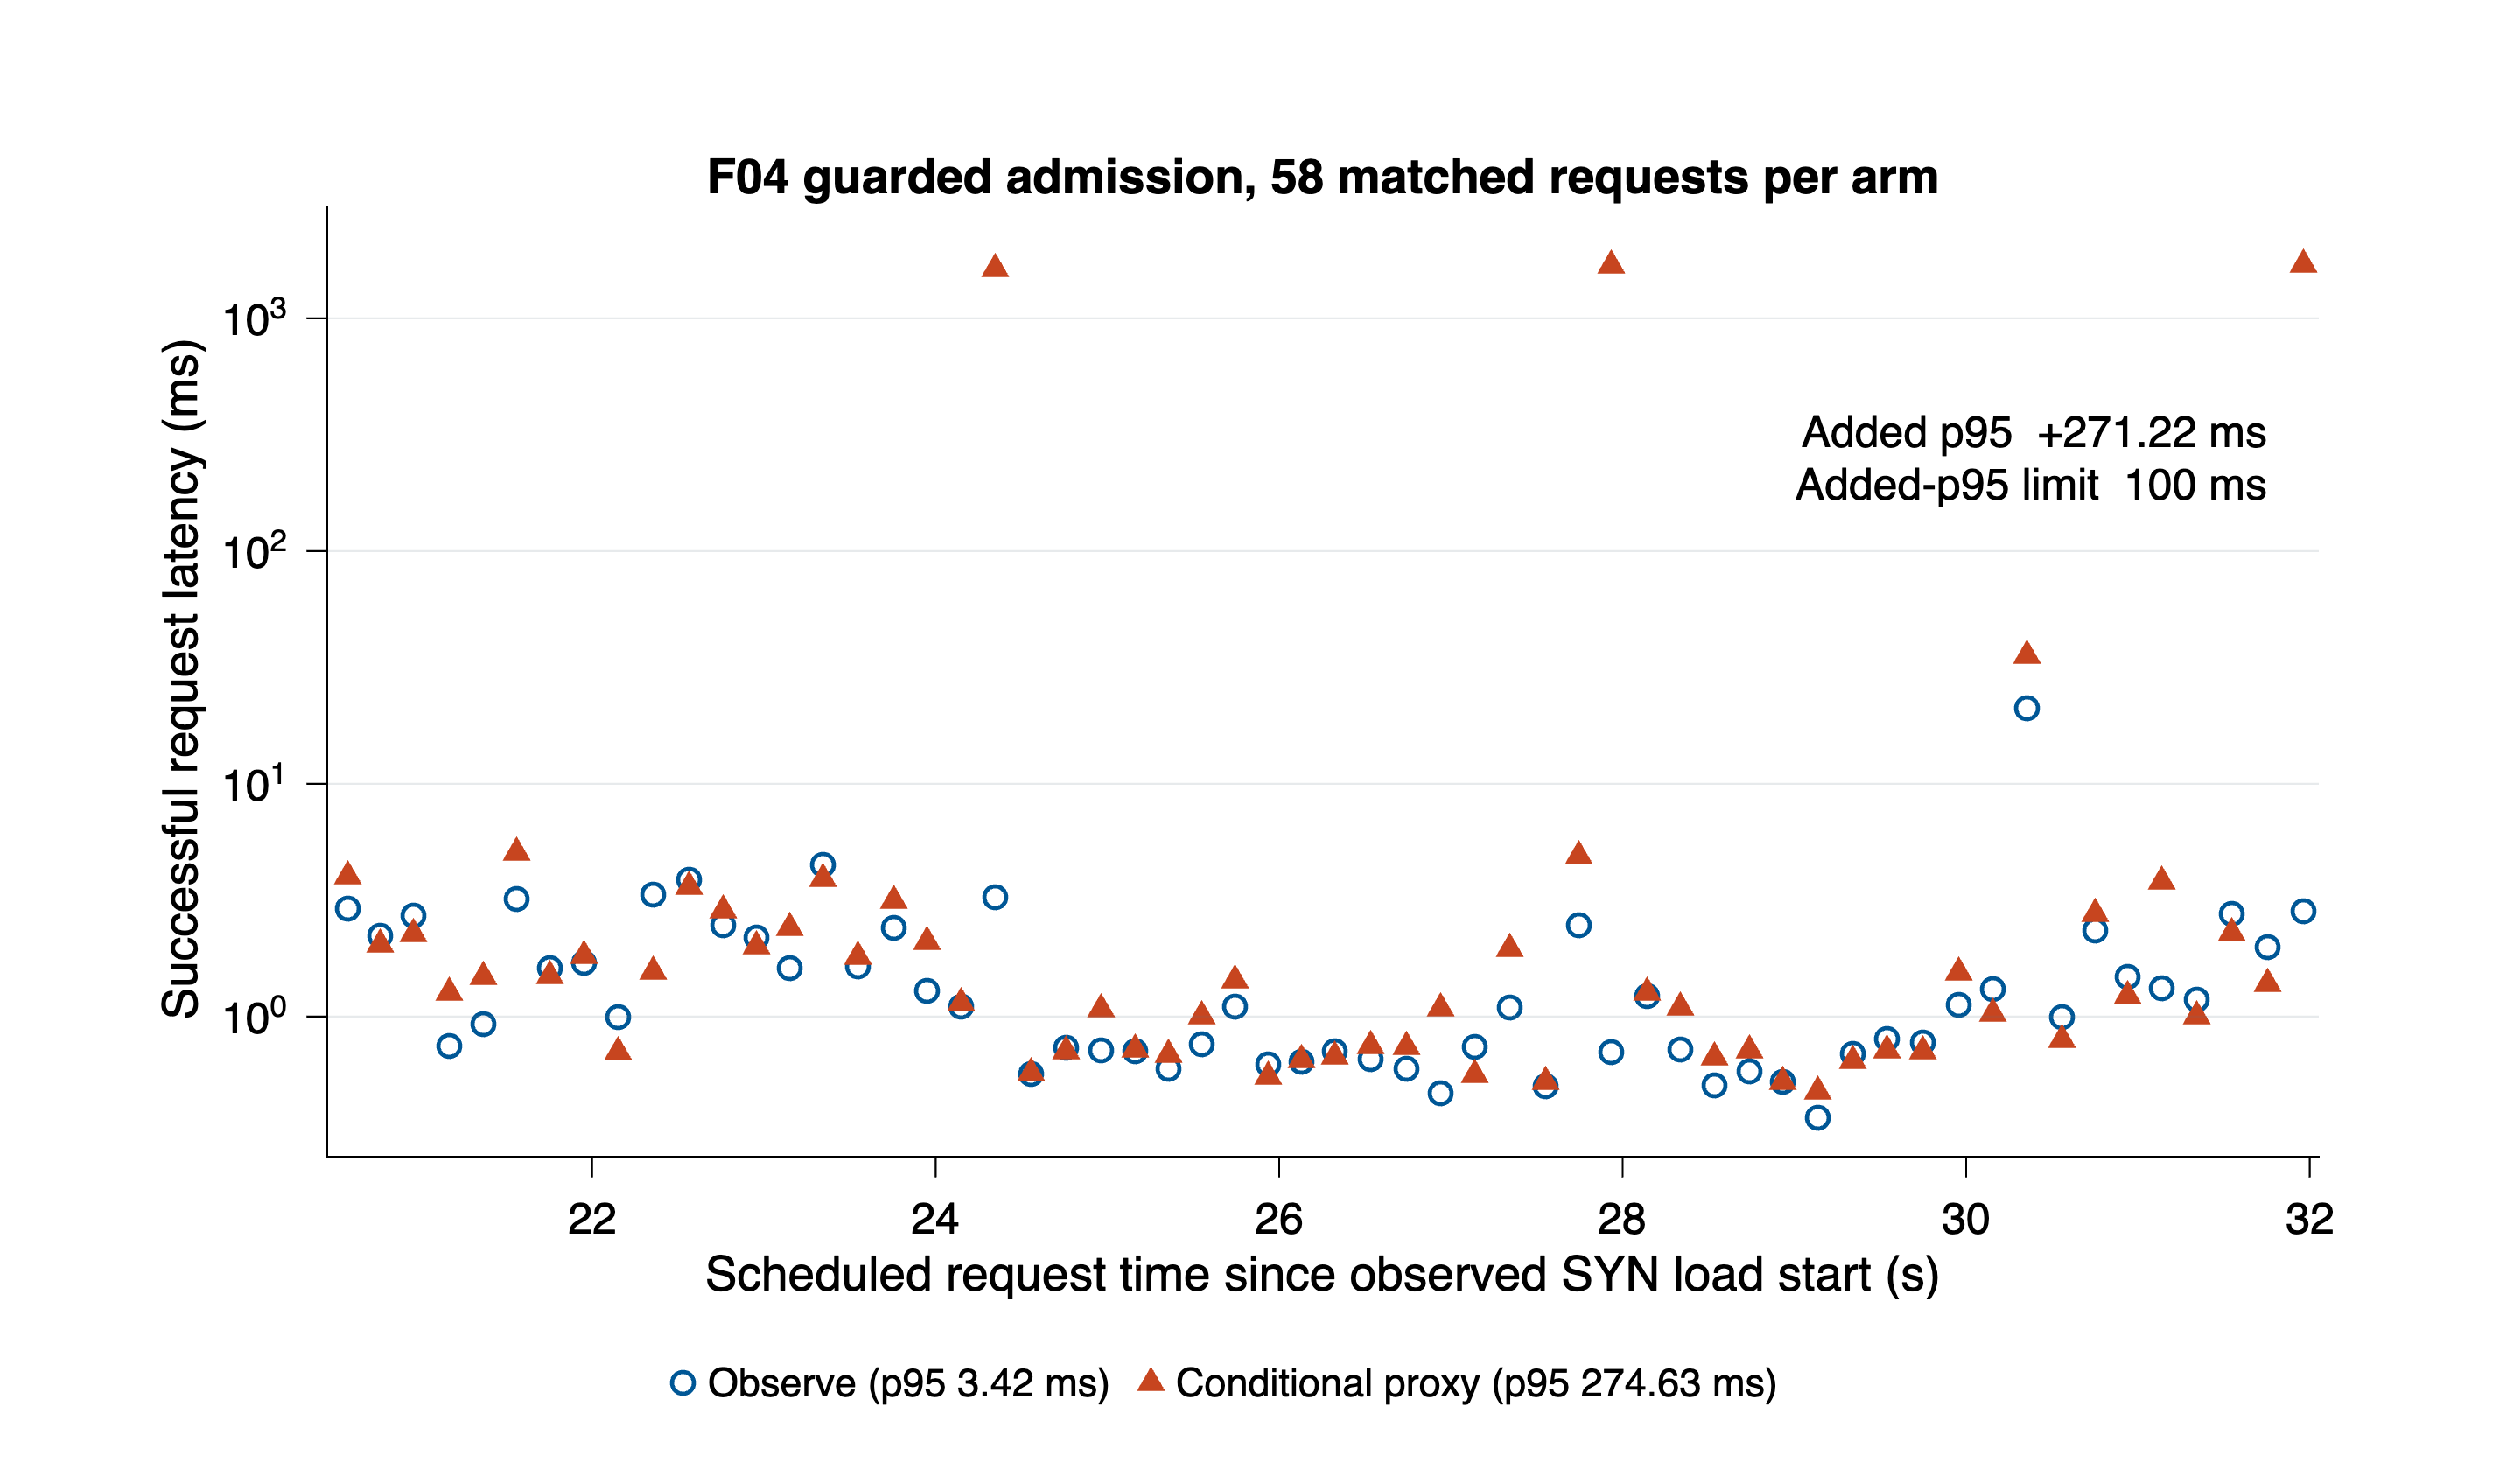 F04 guarded admission, 58 matched requests per arm
Successful request latency (ms)
10³
10²
10¹
10⁰
Added p95 +271.22 ms
Added-p95 limit 100 ms
22 24 26 28 30 32
Scheduled request time since observed SYN load start (s)
Observe (p95 3.42 ms) Conditional proxy (p95 274.63 ms)